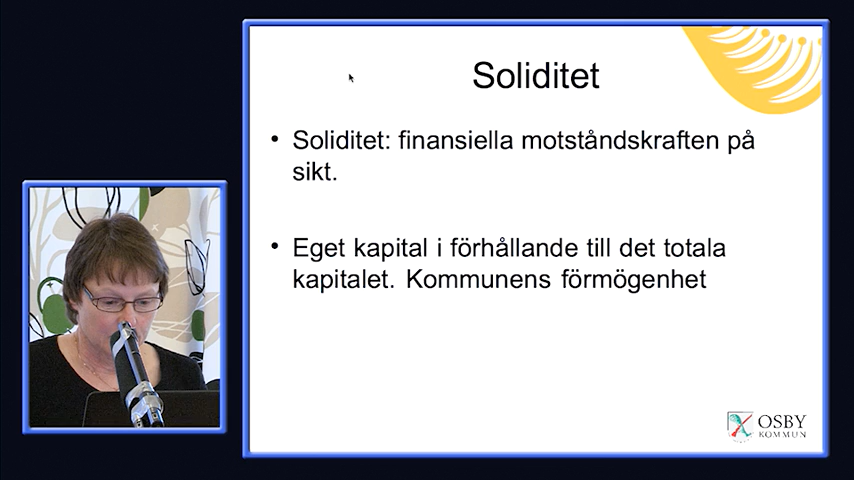 Soliditet
• Soliditet: finansiella motståndskraften på
sikt.
• Eget kapital i förhållande till det totala
kapitalet. Kommunens förmögenhet
OSBY
KOMMUN